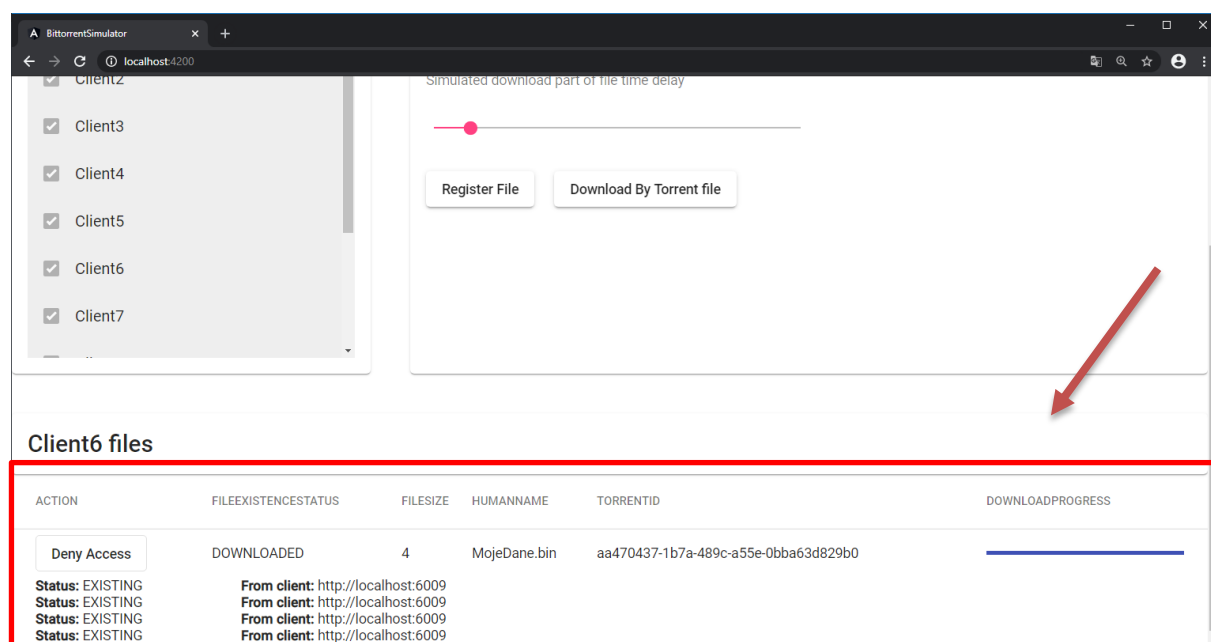 BittorrentSimulator
localhost:4200
Client2
Simulated download part of file time delay
Client3
Client4
Register File
Download By Torrent file
Client5
Client6
Client7
Client6 files
ACTION FILEEXISTENCESTATUS FILESIZE HUMANNAME TORRENTID DOWNLOADPROGRESS
Deny Access DOWNLOADED 4 MojeDane.bin aa470437-1b7a-489c-a55e-0bba63d829b0
Status: EXISTING From client: http://localhost:6009
Status: EXISTING From client: http://localhost:6009
Status: EXISTING From client: http://localhost:6009
Status: EXISTING From client: http://localhost:6009